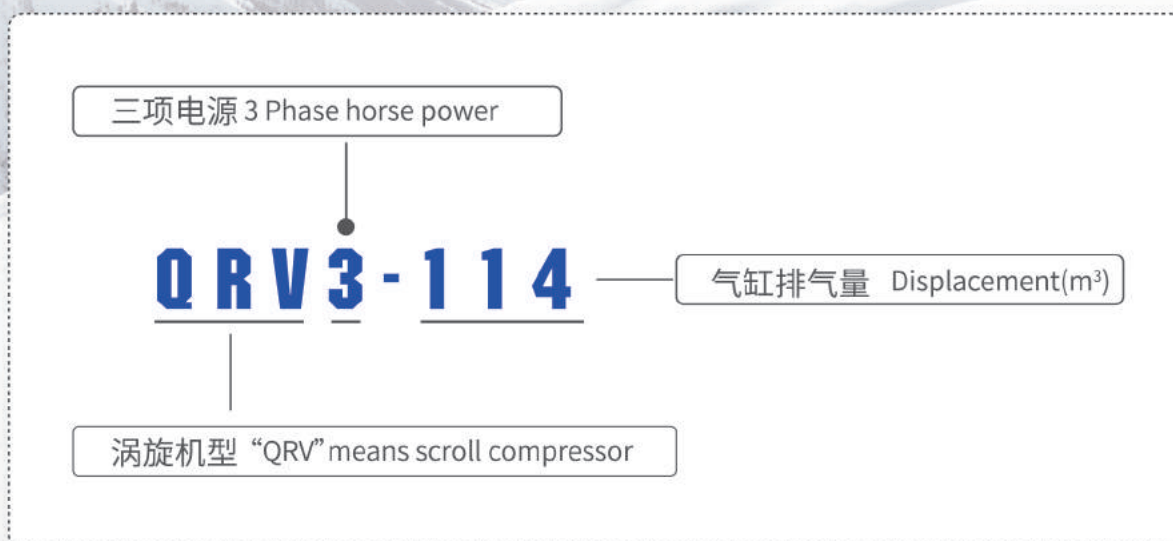 三项电源 3 Phase horse power
QRV3-114
气缸排气量 Displacement(m³)
涡旋机型 “QRV”means scroll compressor